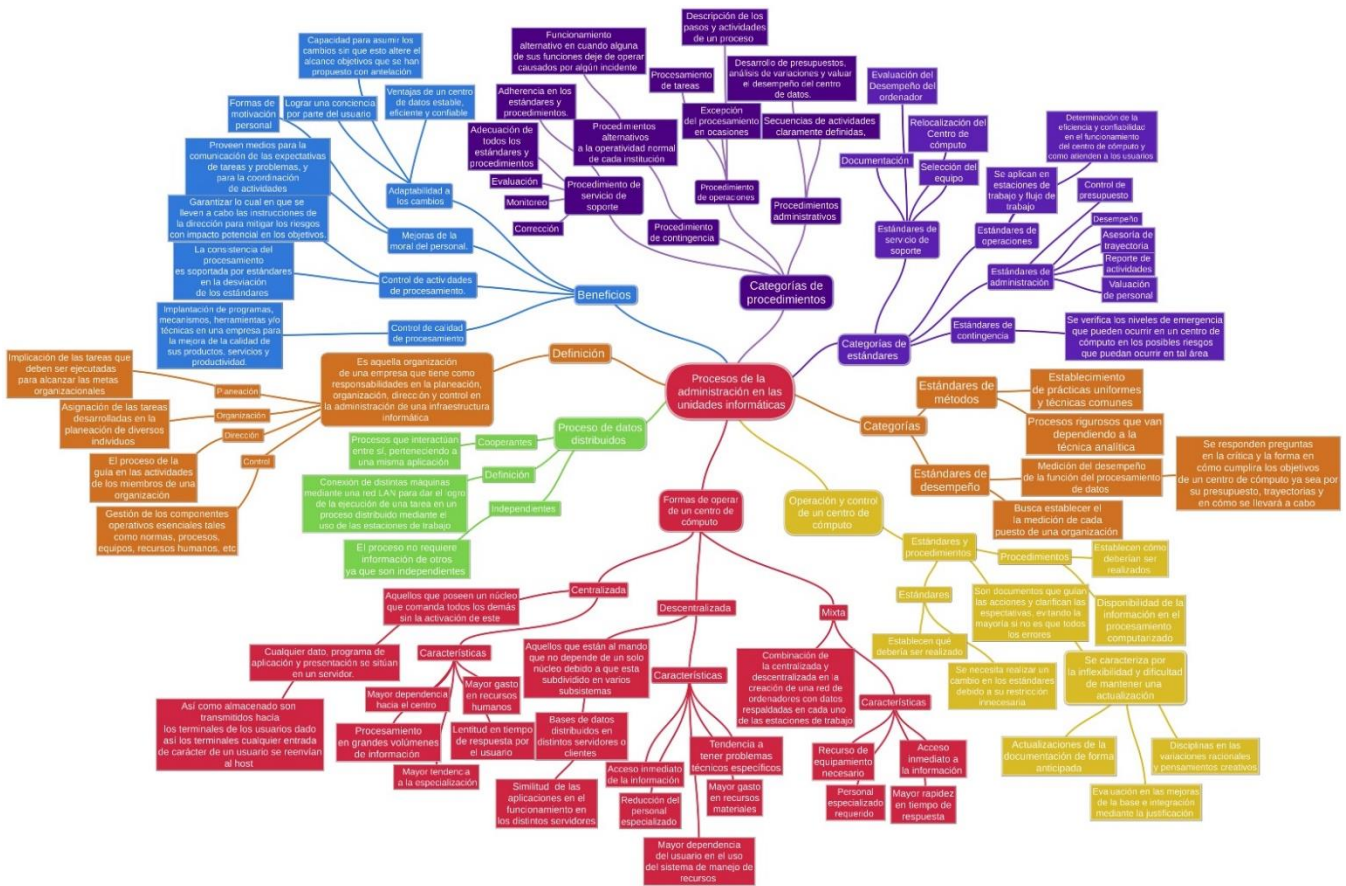 Procesos de la
administración en las
unidades informáticas
Beneficios
Adaptabilidad a
los cambios
Capacidad para asumir los
cambios sin que esto altere el
alcance objetivos que se han
propuesto con antelación
Lograr una conciencia
por parte del usuario
Ventajas de un centro
de datos estable,
eficiente y confiable
Mejoras de la
moral del personal.
Formas de
motivación
personal
Proveen medios para la
comunicación de las expectativas
de tareas y problemas, y
para la coordinación
de actividades
Control de actividades
de procesamiento.
Garantizar lo cual en que se
lleven a cabo las instrucciones de
la dirección para mitigar los riesgos
con impacto potencial en los objetivos.
La consistencia del
procesamiento
es soportada por estándares
en la desviación
de los estándares
Control de calidad
de procesamiento
Implantación de programas,
mecanismos, herramientas y/o
técnicas en una empresa para
la mejora de la calidad de
sus productos, servicios y
productividad.
Categorías de
procedimientos
Procedimiento de
servicio de
soporte
Adherencia en los
estándares
y procedimientos.
Adecuación de
todos los
estándares y
procedimientos
Evaluación
Monitoreo
Corrección
Procedimiento
de contingencia
Procedimientos
alternativos
a la operatividad normal
de cada institución
Funcionamiento
alternativo en cuando alguna
de sus funciones deje de operar
causados por algún incidente
Procedimiento
de operaciones
Procesamiento
de tareas
Excepción
del procesamiento
en ocasiones
Descripción de los
pasos y actividades
de un proceso
Procedimientos
administrativos
Desarrollo de presupuestos,
análisis de variaciones y valuar
el desempeño del centro
de datos.
Secuencias de actividades
claramente definidas,
Categorías de
estándares
Estándares
de servicio de
soporte
Documentación
Evaluación del
Desempeño del
ordenador
Relocalización del
Centro de
cómputo
Selección del
equipo
Estándares
de operaciones
Se aplican en
estaciones de
trabajo y flujo de
trabajo
Determinación de la
eficiencia y confiabilidad
en el funcionamiento
del centro de cómputo y
como atienden a los usuarios
Estándares de
administración
Control de
presupuesto
Desempeño
Asesoría de
trayectoria
Reporte de
actividades
Valuación
de personal
Estándares de
contingencia
Se verifica los niveles de emergencia
que pueden ocurrir en un centro de
cómputo en los posibles riesgos
que puedan ocurrir en tal área
Definición
Es aquella organización
de una empresa que tiene como
responsabilidades en la planeación,
organización, dirección y control en
la administración de una infraestructura
informática
Planeación
Implicación de las tareas que
deben ser ejecutadas
para alcanzar las metas
organizacionales
Organización
Asignación de las tareas
desarrolladas en la
planeación de diversos
individuos
Dirección
El proceso de la
guía en las actividades
de los miembros de una
organización
Control
Gestión de los componentes
operativos esenciales tales
como normas, procesos,
equipos, recursos humanos, etc
Proceso de datos
distribuidos
Cooperantes
Procesos que interactúan
entre sí, perteneciendo a
una misma aplicación
Definición
Conexión de distintas máquinas
mediante una red LAN para dar el logro
de la ejecución de una tarea en un
proceso distribuido mediante el
uso de las estaciones de trabajo
Independientes
El proceso no requiere
información de otros
ya que son independientes
Categorías
Estándares de
métodos
Establecimiento
de prácticas uniformes
y técnicas comunes
Procesos rigurosos que van
dependiendo a la
técnica analítica
Estándares de
desempeño
Medición del desempeño
de la función del procesamiento
de datos
Se responden preguntas
en la crítica y la forma en
cómo cumplira los objetivos
de un centro de cómputo ya sea por
su presupuesto, trayectorias y
en cómo se llevará a cabo
Busca establecer el
la medición de cada
puesto de una organización
Operación y control
de un centro de
cómputo
Estándares y
procedimientos
Procedimientos
Establecen cómo
deberían ser
realizados
Disponibilidad de la
información en el
procesamiento
computarizado
Estándares
Establecen qué
debería ser realizado
Se necesita realizar un
cambio en los estándares
debido a su restricción
innecesaria
Son documentos que guían
las acciones y clarifican las
espectativas, evitando la
mayoría si no es que todos
los errores
Se caracteriza por
la inflexibilidad y dificultad
de mantener una
actualización
Actualizaciones de la
documentación de forma
anticipada
Evaluación en las mejoras
de la base e integración
mediante la justificación
Disciplinas en las
variaciones racionales
y pensamientos creativos
Formas de operar
de un centro de
cómputo
Centralizada
Aquellos que poseen un núcleo
que comanda todos los demás
sin la activación de este
Cualquier dato, programa de
aplicación y presentación se sitúan
en un servidor.
Así como almacenado son
transmitidos hacía
los terminales de los usuarios dado
así los terminales cualquier entrada
de carácter de un usuario se reenvían
al host
Características
Mayor dependencia
hacia el centro
Mayor gasto
en recursos
humanos
Procesamiento
en grandes volúmenes
de información
Lentitud en tiempo
de respuesta por
el usuario
Mayor tendencia
a la especialización
Descentralizada
Aquellos que están al mando
que no depende de un solo
núcleo debido a que esta
subdividido en varios
subsistemas
Bases de datos
distribuidos en
distintos servidores o
clientes
Similitud de las
aplicaciones en el
funcionamiento en
los distintos servidores.
Características
Acceso inmediato
de la información
Reducción del
personal
especializado
Tendencia a
tener problemas
técnicos específicos
Mayor gasto
en recursos
materiales
Mayor dependencia
del usuario en el uso
del sistema de manejo de
recursos
Mixta
Combinación de
la centralizada y
descentralizada en la
creación de una red de
ordenadores con datos
respaldadas en cada uno
de las estaciones de trabajo
Características
Recurso de
equipamiento
necesario
Personal
especializado
requerido
Acceso
inmediato a
la información
Mayor rapidez
en tiempo de
respuesta